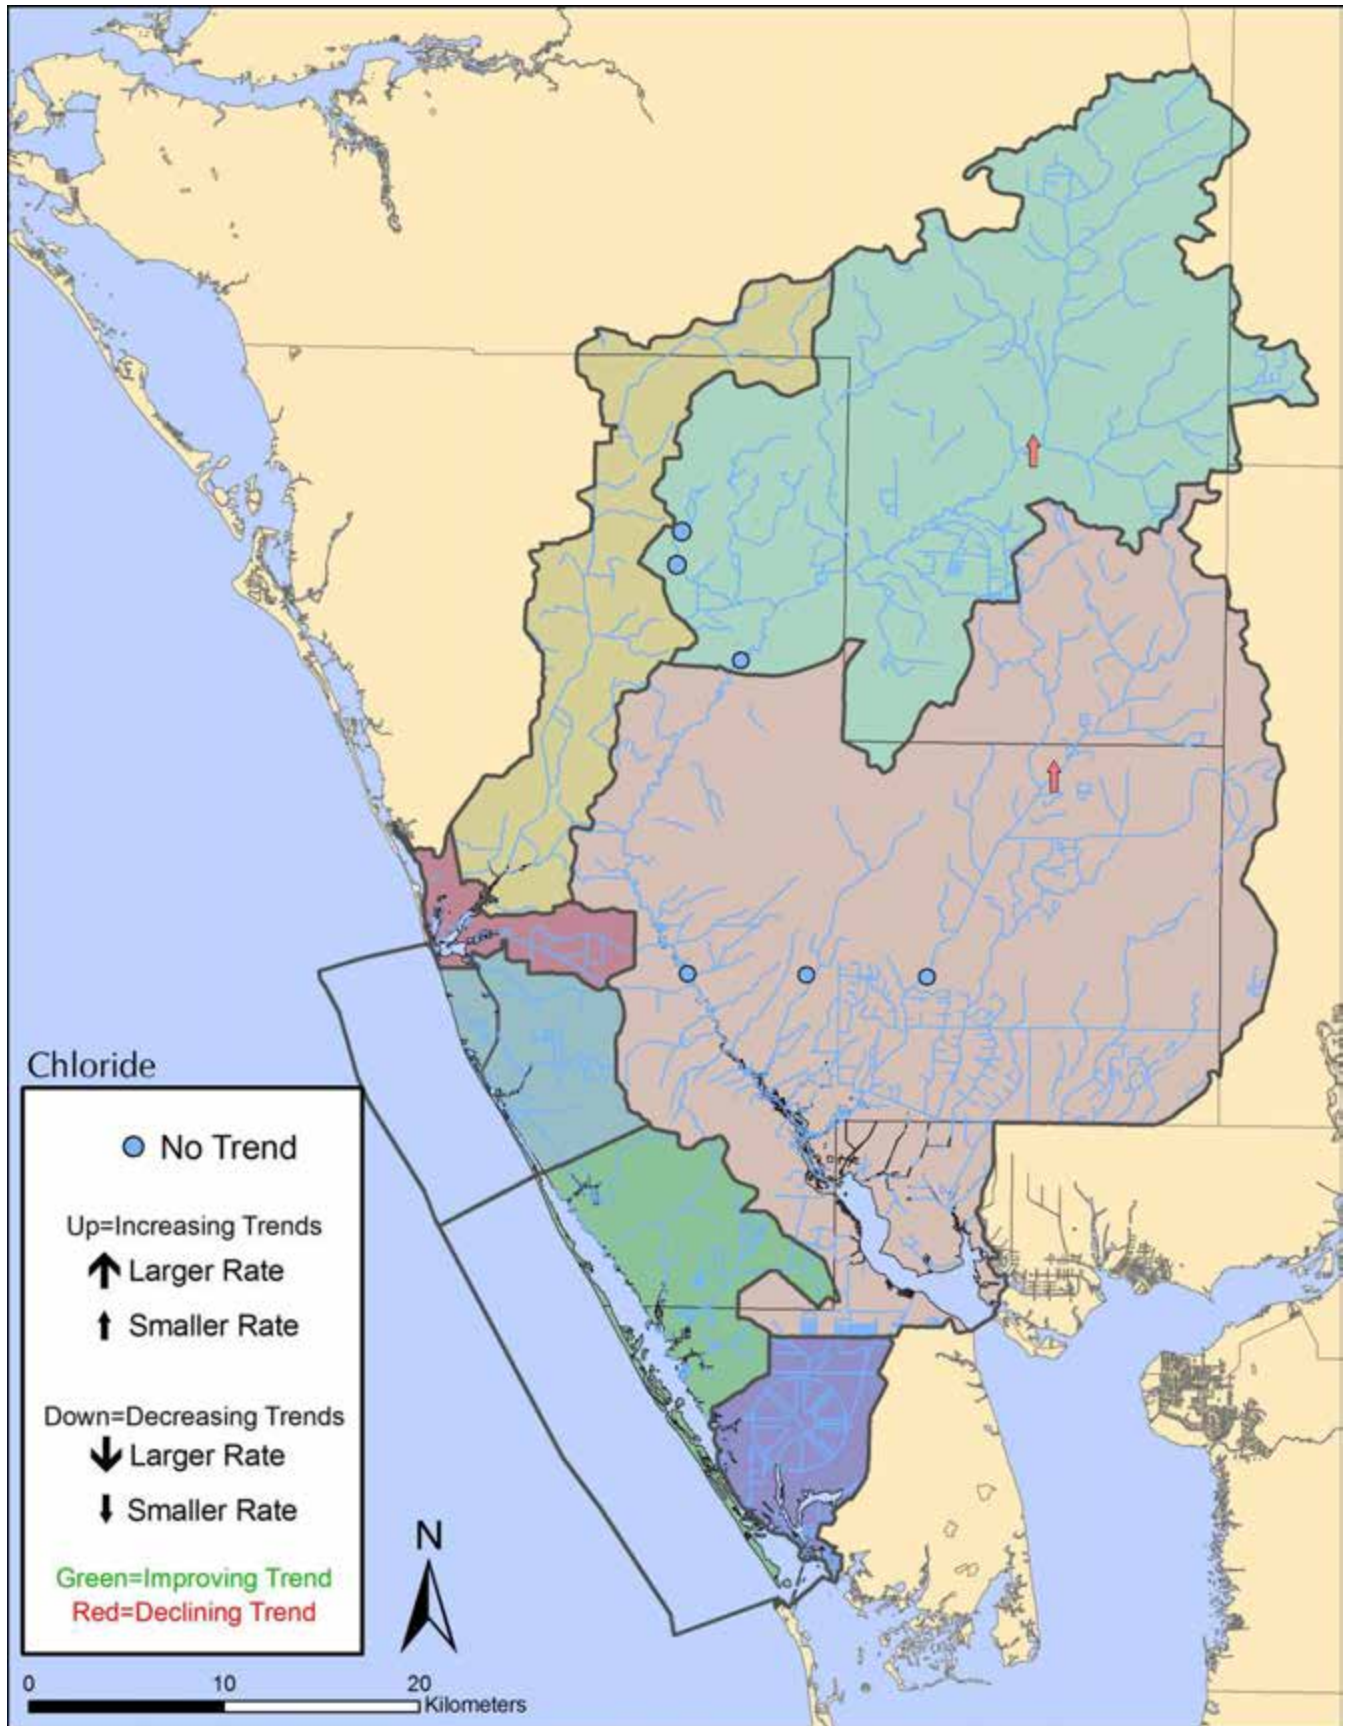 Chloride
No Trend
Up=Increasing Trends
Larger Rate
Smaller Rate
Down=Decreasing Trends
Larger Rate
Smaller Rate
Green=Improving Trend
Red=Declining Trend
N
0 10 20
Kilometers